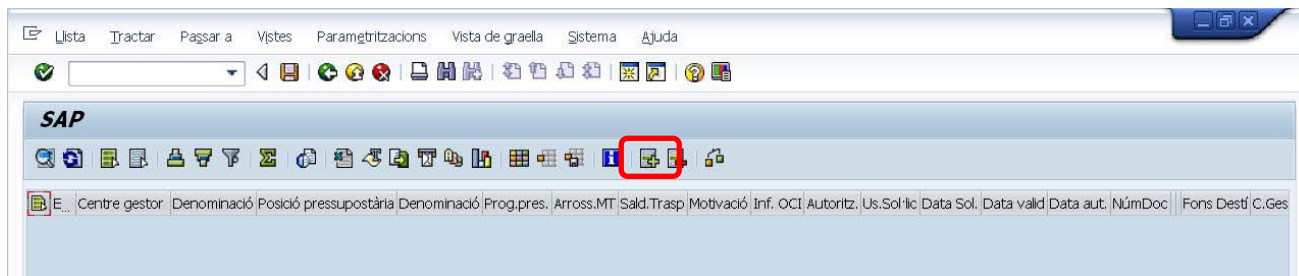 Llista Tractar Passar a Vistes Parametritzacions Vista de graella Sistema Ajuda
SAP
E... Centre gestor Denominació Posició pressupostària Denominació Prog.pres. Arross.MT Sald.Trasp Motivació Inf. OCI Autoritz. Us.Sol·lic Data Sol. Data valid Data aut. NúmDoc Fons Destí C.Ges